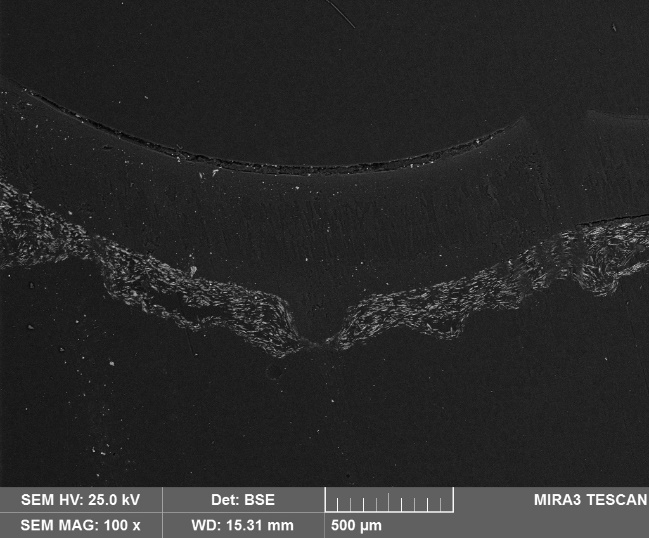 SEM HV: 25.0 kV Det: BSE MIRA3 TESCAN
SEM MAG: 100 x WD: 15.31 mm 500 µm